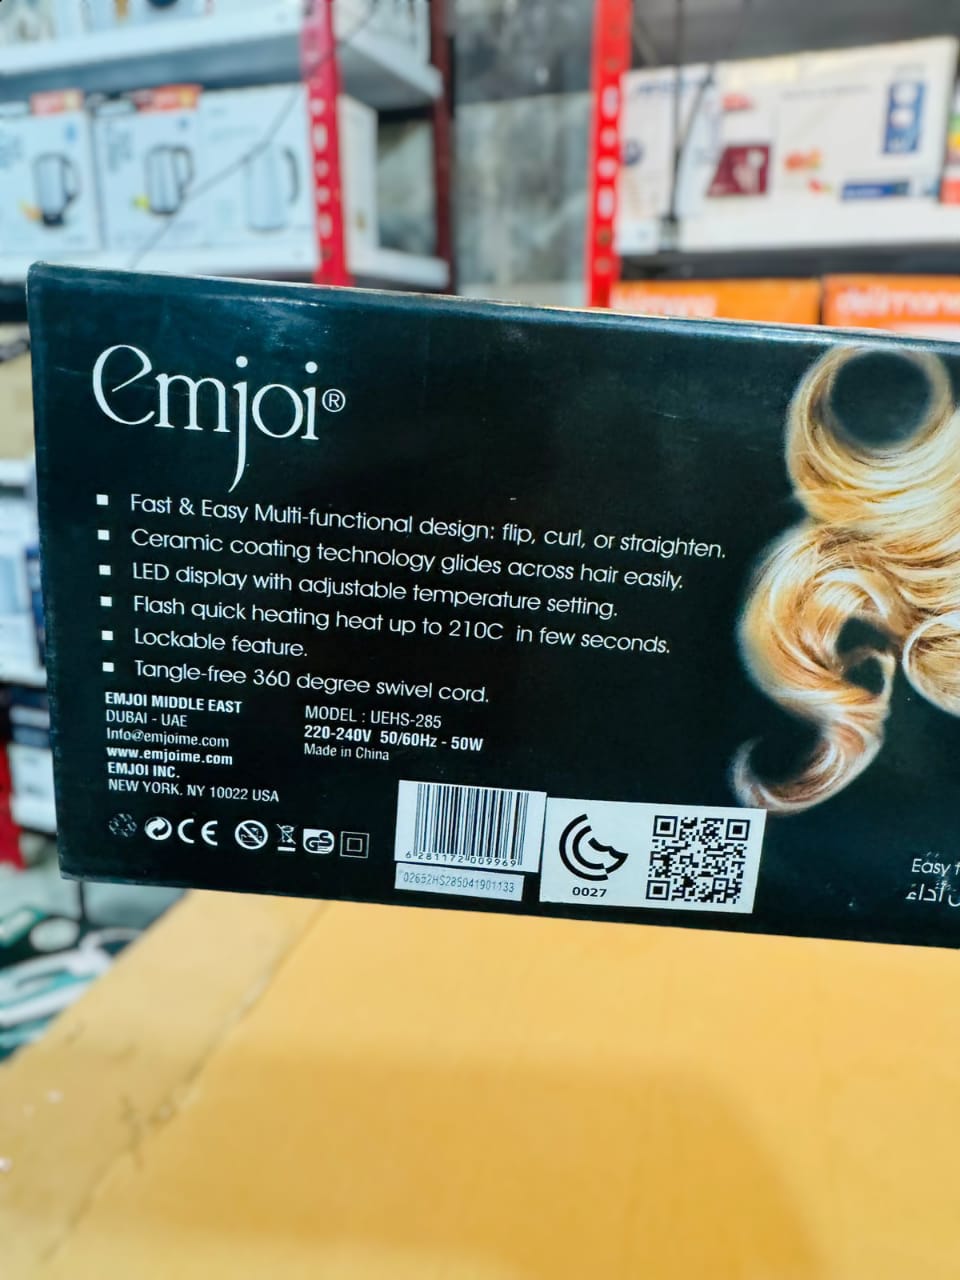 emjoi®
Fast & Easy Multi-functional design: flip, curl, or straighten.
Ceramic coating technology glides across hair easily.
LED display with adjustable temperature setting.
Flash quick heating heat up to 210C in few seconds.
Lockable feature.
Tangle-free 360 degree swivel cord.
EMJOI MIDDLE EAST
DUBAI - UAE
Info@emjoime.com
www.emjoime.com
EMJOI INC.
NEW YORK. NY 10022 USA
MODEL : UEHS-285
220-240V 50/60Hz - 50W
Made in China
CE
6 281172 009969
02652HS285041901133
0027
Easy
أداء